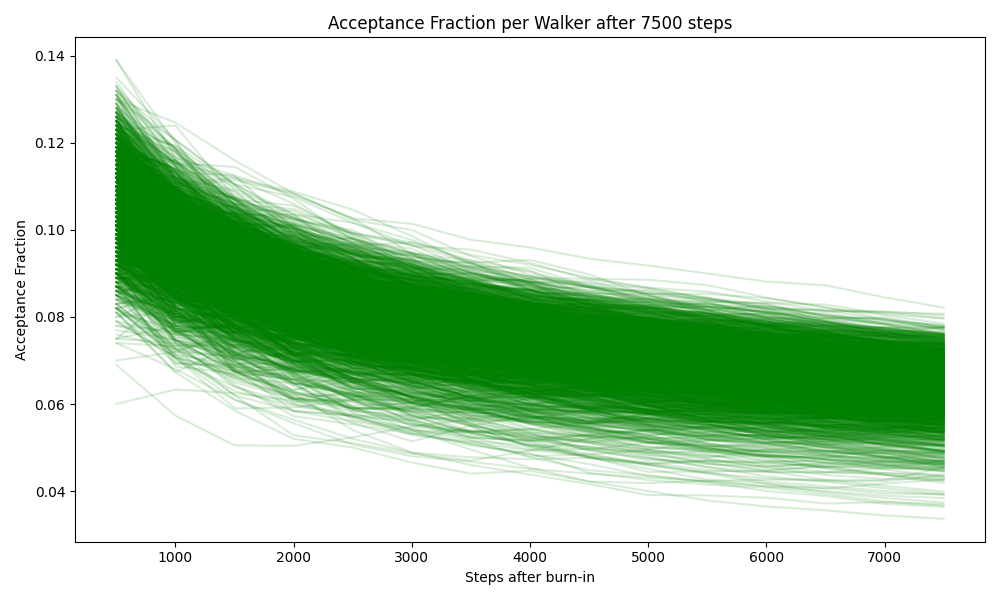 Acceptance Fraction per Walker after 7500 steps
0.14
0.12
0.10
0.08
0.06
0.04
Acceptance Fraction
1000 2000 3000 4000 5000 6000 7000
Steps after burn-in